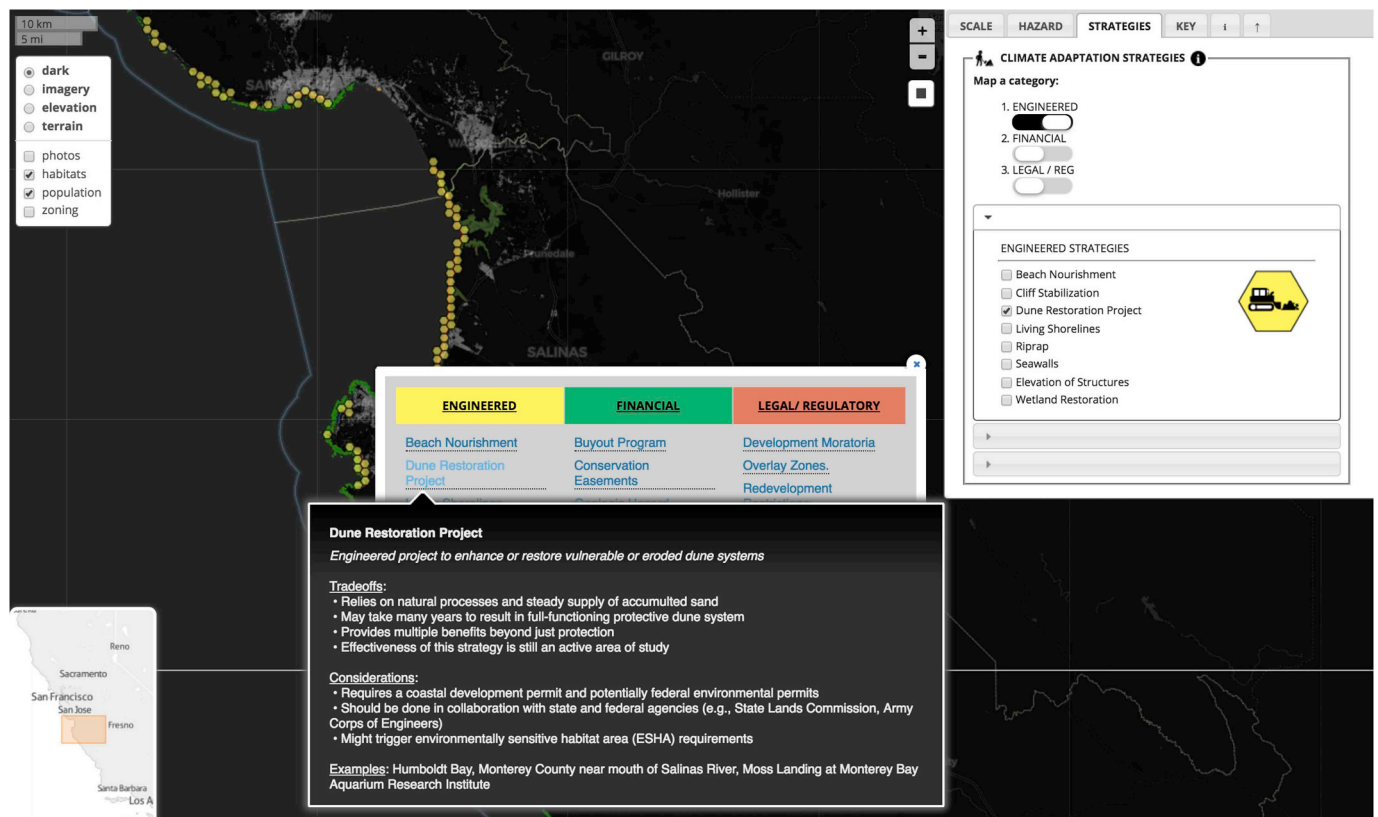 10 km
5 mi
dark
imagery
elevation
terrain
photos
habitats
population
zoning
GILROY
Hollister
Prunedale
SALINAS
+
-
SCALE
HAZARD
STRATEGIES
KEY
i
↑
CLIMATE ADAPTATION STRATEGIES i
Map a category:
1. ENGINEERED
2. FINANCIAL
3. LEGAL / REG
ENGINEERED STRATEGIES
Beach Nourishment
Cliff Stabilization
Dune Restoration Project
Living Shorelines
Riprap
Seawalls
Elevation of Structures
Wetland Restoration
ENGINEERED
FINANCIAL
LEGAL/ REGULATORY
Beach Nourishment
Dune Restoration
Project
Buyout Program
Conservation
Easements
Development Moratoria
Overlay Zones.
Redevelopment
Dune Restoration Project
Engineered project to enhance or restore vulnerable or eroded dune systems
Tradeoffs:
• Relies on natural processes and steady supply of accumulted sand
• May take many years to result in full-functioning protective dune system
• Provides multiple benefits beyond just protection
• Effectiveness of this strategy is still an active area of study
Considerations:
• Requires a coastal development permit and potentially federal environmental permits
• Should be done in collaboration with state and federal agencies (e.g., State Lands Commission, Army
Corps of Engineers)
• Might trigger environmentally sensitive habitat area (ESHA) requirements
Examples: Humboldt Bay, Monterey County near mouth of Salinas River, Moss Landing at Monterey Bay
Aquarium Research Institute
Reno
Sacramento
San Francisco
San Jose
Fresno
Santa Barbara
Los A